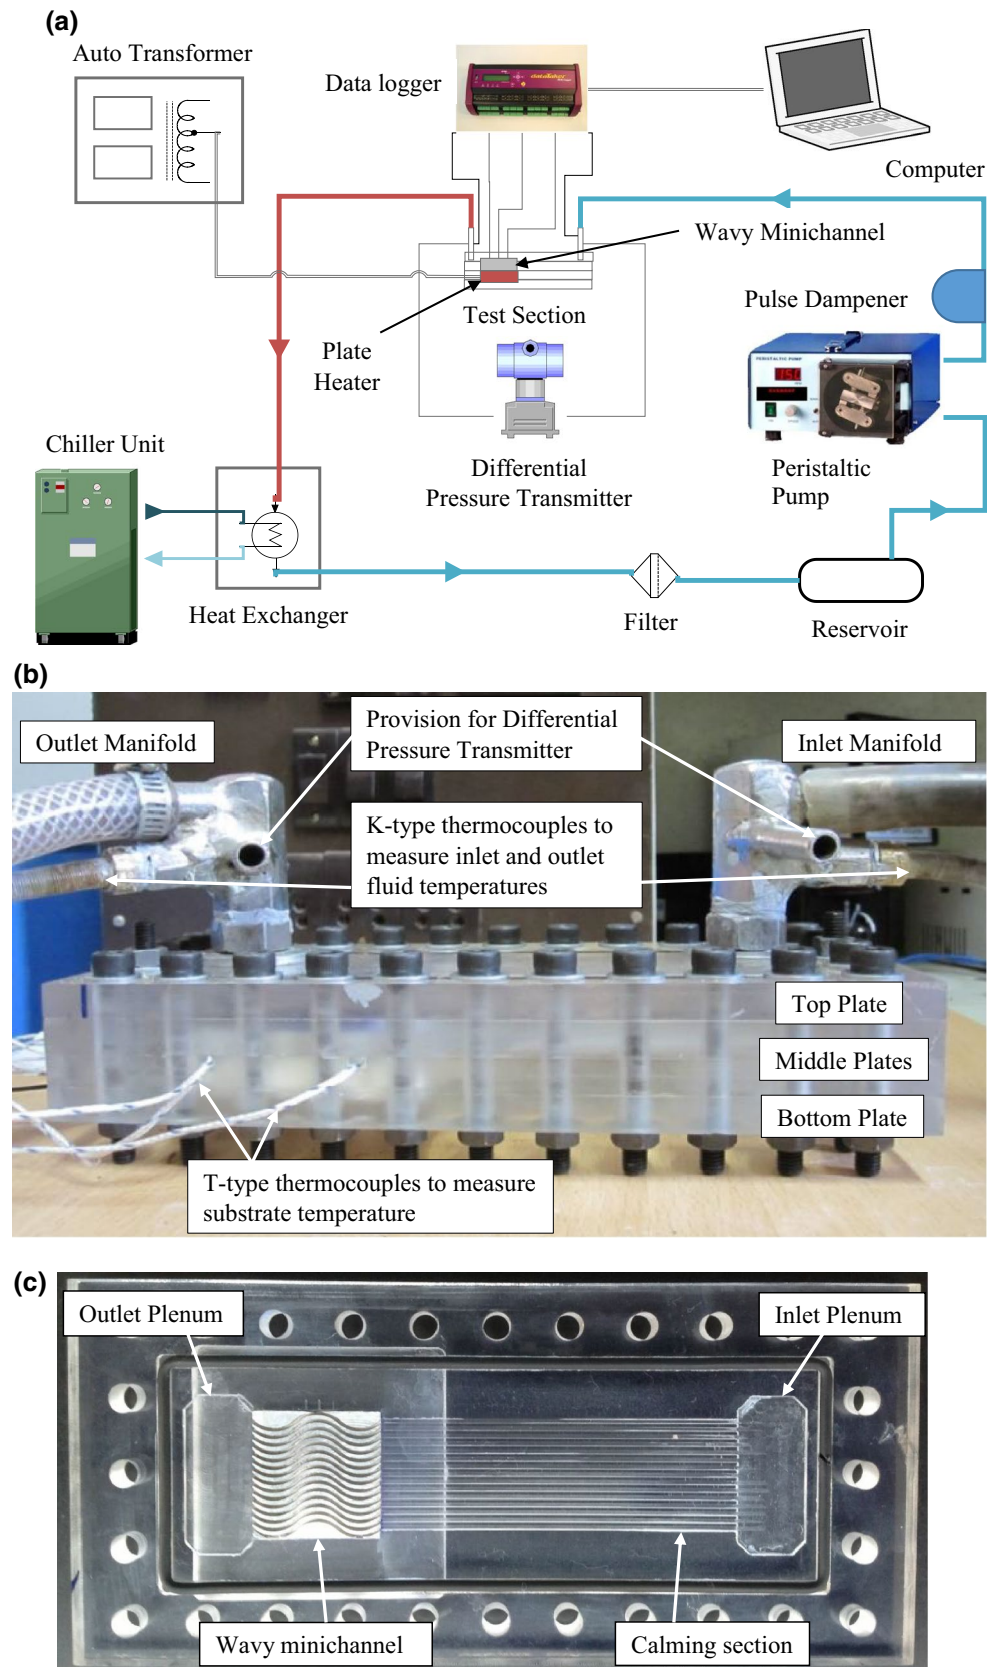 (a)
Auto Transformer
Data logger
dataTaker
Computer
Wavy Minichannel
Pulse Dampener
Test Section
Plate
Heater
PERISTALTIC PUMP
Chiller Unit
Differential
Pressure Transmitter
Peristaltic
Pump
Heat Exchanger
Filter
Reservoir
(b)
Provision for Differential
Pressure Transmitter
Outlet Manifold
Inlet Manifold
K-type thermocouples to
measure inlet and outlet
fluid temperatures
Top Plate
Middle Plates
Bottom Plate
T-type thermocouples to measure
substrate temperature
(c)
Outlet Plenum
Inlet Plenum
Wavy minichannel
Calming section